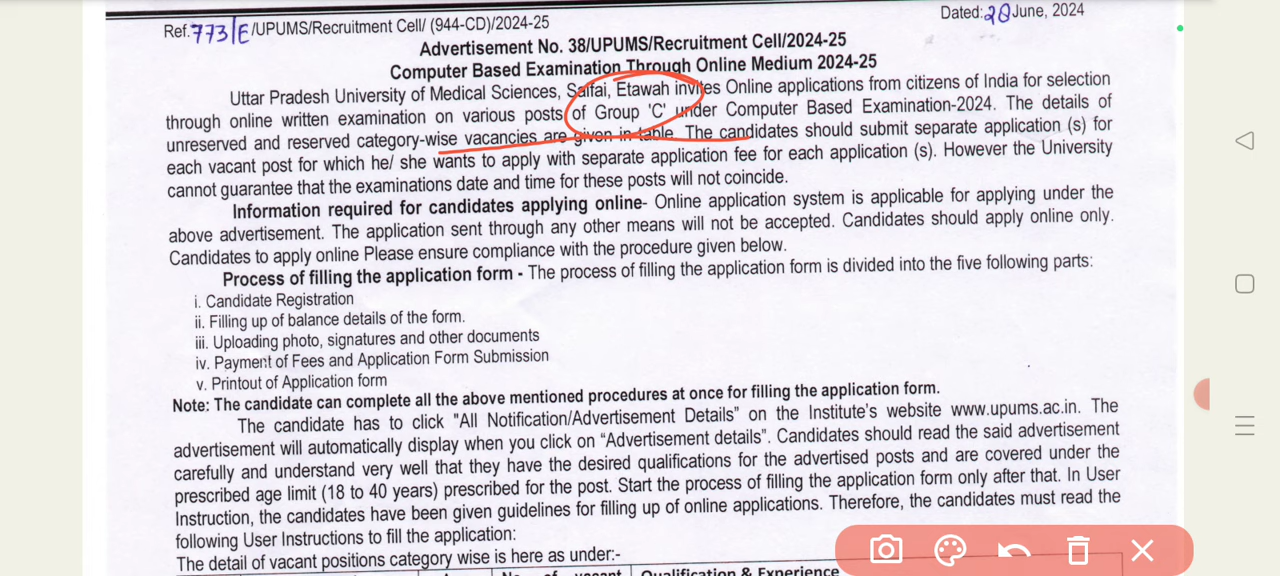 Ref.773/E/UPUMS/Recruitment Cell/ (944-CD)/2024-25
Dated:20 June, 2024
Advertisement No. 38/UPUMS/Recruitment Cell/2024-25
Computer Based Examination Through Online Medium 2024-25
Uttar Pradesh University of Medical Sciences, Saifai, Etawah invites Online applications from citizens of India for selection
through online written examination on various posts of Group 'C' under Computer Based Examination-2024. The details of
unreserved and reserved category-wise vacancies are given in table. The candidates should submit separate application (s) for
each vacant post for which he/ she wants to apply with separate application fee for each application (s). However the University
cannot guarantee that the examinations date and time for these posts will not coincide.
Information required for candidates applying online- Online application system is applicable for applying under the
above advertisement. The application sent through any other means will not be accepted. Candidates should apply online only.
Candidates to apply online Please ensure compliance with the procedure given below.
Process of filling the application form - The process of filling the application form is divided into the five following parts:
i. Candidate Registration
ii. Filling up of balance details of the form.
iii. Uploading photo, signatures and other documents
iv. Payment of Fees and Application Form Submission
v. Printout of Application form
Note: The candidate can complete all the above mentioned procedures at once for filling the application form.
The candidate has to click "All Notification/Advertisement Details" on the Institute's website www.upums.ac.in. The
advertisement will automatically display when you click on "Advertisement details". Candidates should read the said advertisement
carefully and understand very well that they have the desired qualifications for the advertised posts and are covered under the
prescribed age limit (18 to 40 years) prescribed for the post. Start the process of filling the application form only after that. In User
Instruction, the candidates have been given guidelines for filling up of online applications. Therefore, the candidates must read the
following User Instructions to fill the application:
The detail of vacant positions category wise is here as under:-
of vacant Qualification & Experience